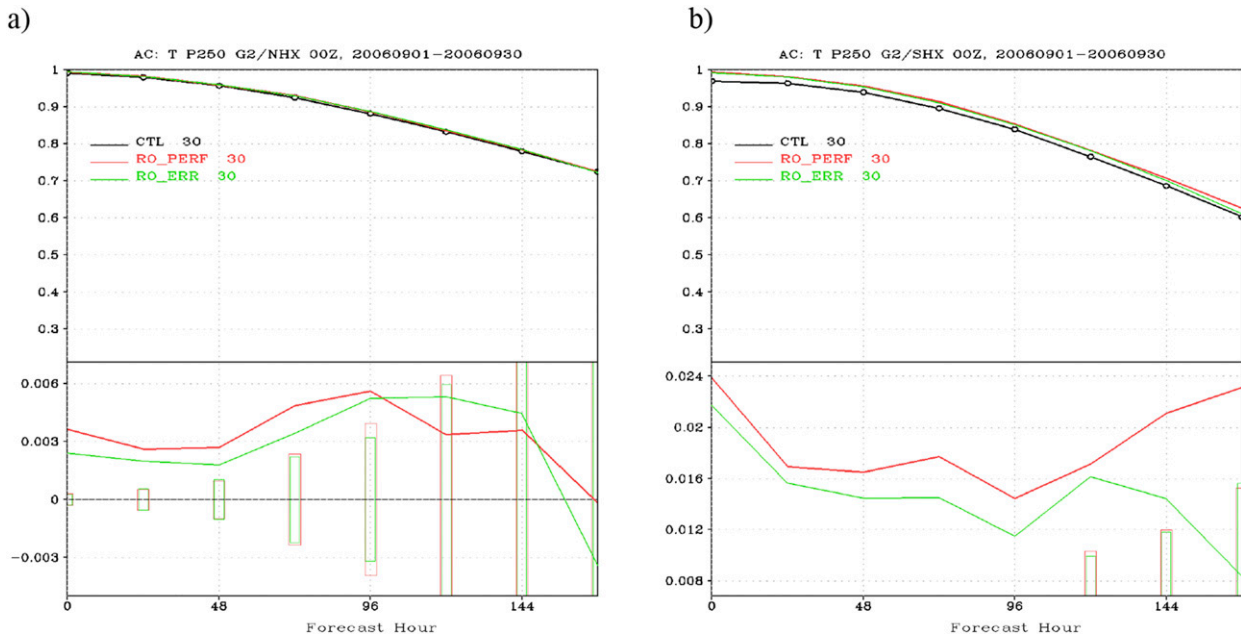 a)
AC: T P250 G2/NHX 00Z, 20060901-20060930
1
0.9
0.8
0.7
0.6
0.5
0.4
0.3
CTL 30
RO_PERF 30
RO_ERR 30
0.006
0.003
0
-0.003
0 48 96 144
Forecast Hour
b)
AC: T P250 G2/SHX 00Z, 20060901-20060930
1
0.9
0.8
0.7
0.6
0.5
0.4
0.3
CTL 30
RO_PERF 30
RO_ERR 30
0.024
0.02
0.016
0.012
0.008
0 48 96 144
Forecast Hour